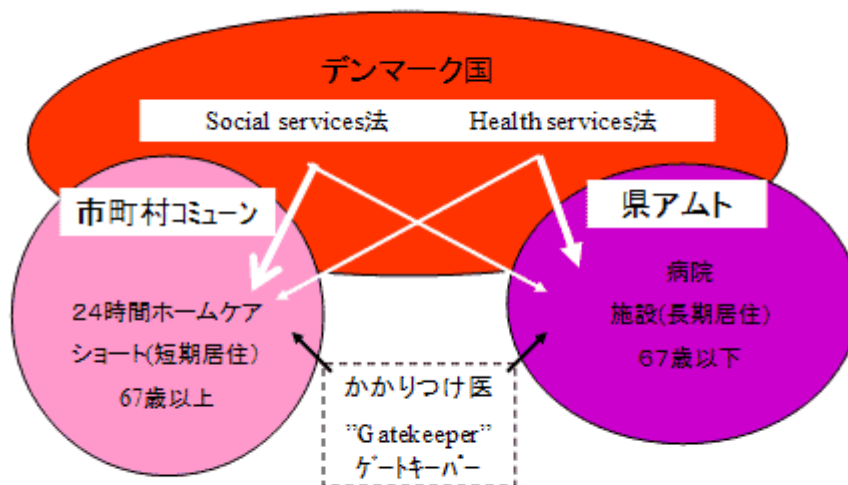 デンマーク国
Social services法 Health services法
市町村コミューン
24時間ホームケア
ショート(短期居住)
67歳以上
県アムト
病院
施設(長期居住)
67歳以下
かかりつけ医
”Gatekeeper”
ゲートキーパー